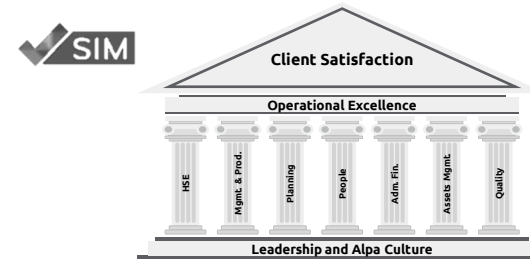 SIM
Client Satisfaction
Operational Excellence
HSE
Mgmt. & Prod.
Planning
People
Adm. Fin.
Assets Mgmt.
Quality
Leadership and Alpa Culture